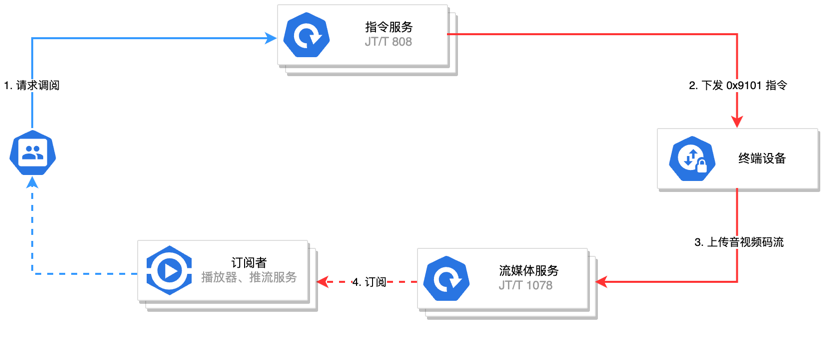 指令服务
JT/T 808
1. 请求调阅
2. 下发 0x9101 指令
终端设备
3. 上传音视频码流
订阅者
播放器、推流服务
4. 订阅
流媒体服务
JT/T 1078